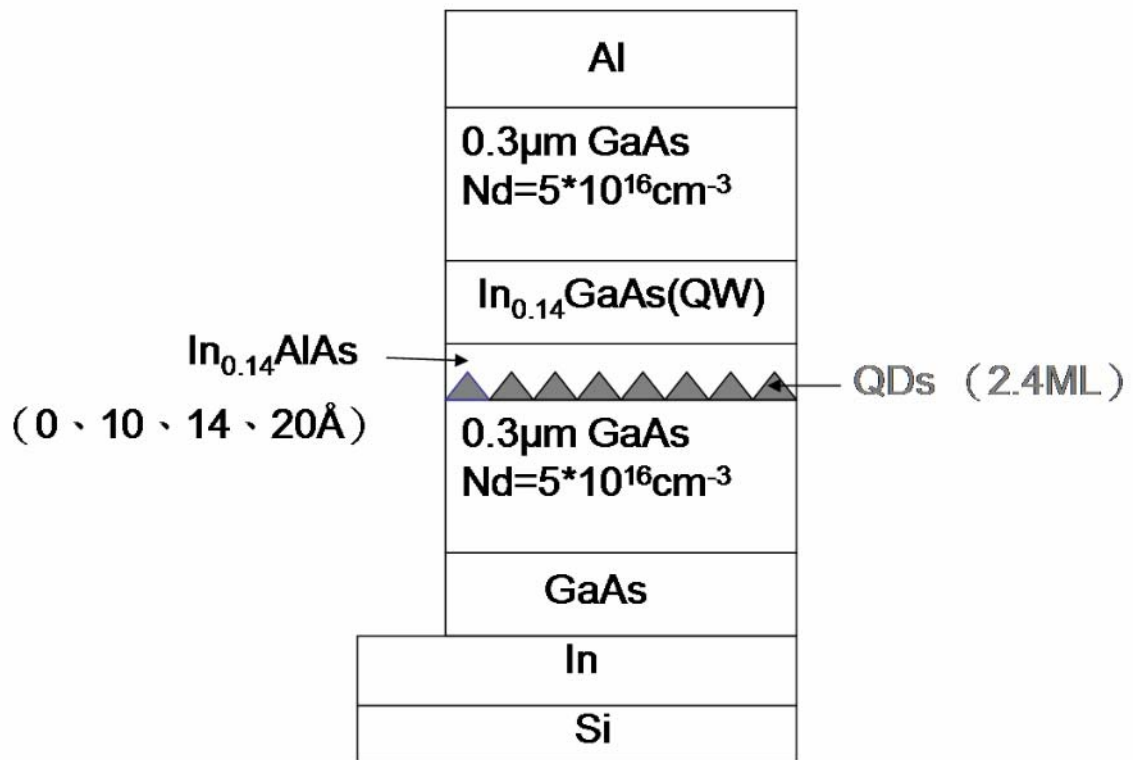 Al
0.3μm GaAs
Nd=5*10¹⁶cm⁻³
In₀.₁₄GaAs(QW)
In₀.₁₄AlAs
(0、10、14、20Å)
QDs (2.4ML)
0.3μm GaAs
Nd=5*10¹⁶cm⁻³
GaAs
In
Si